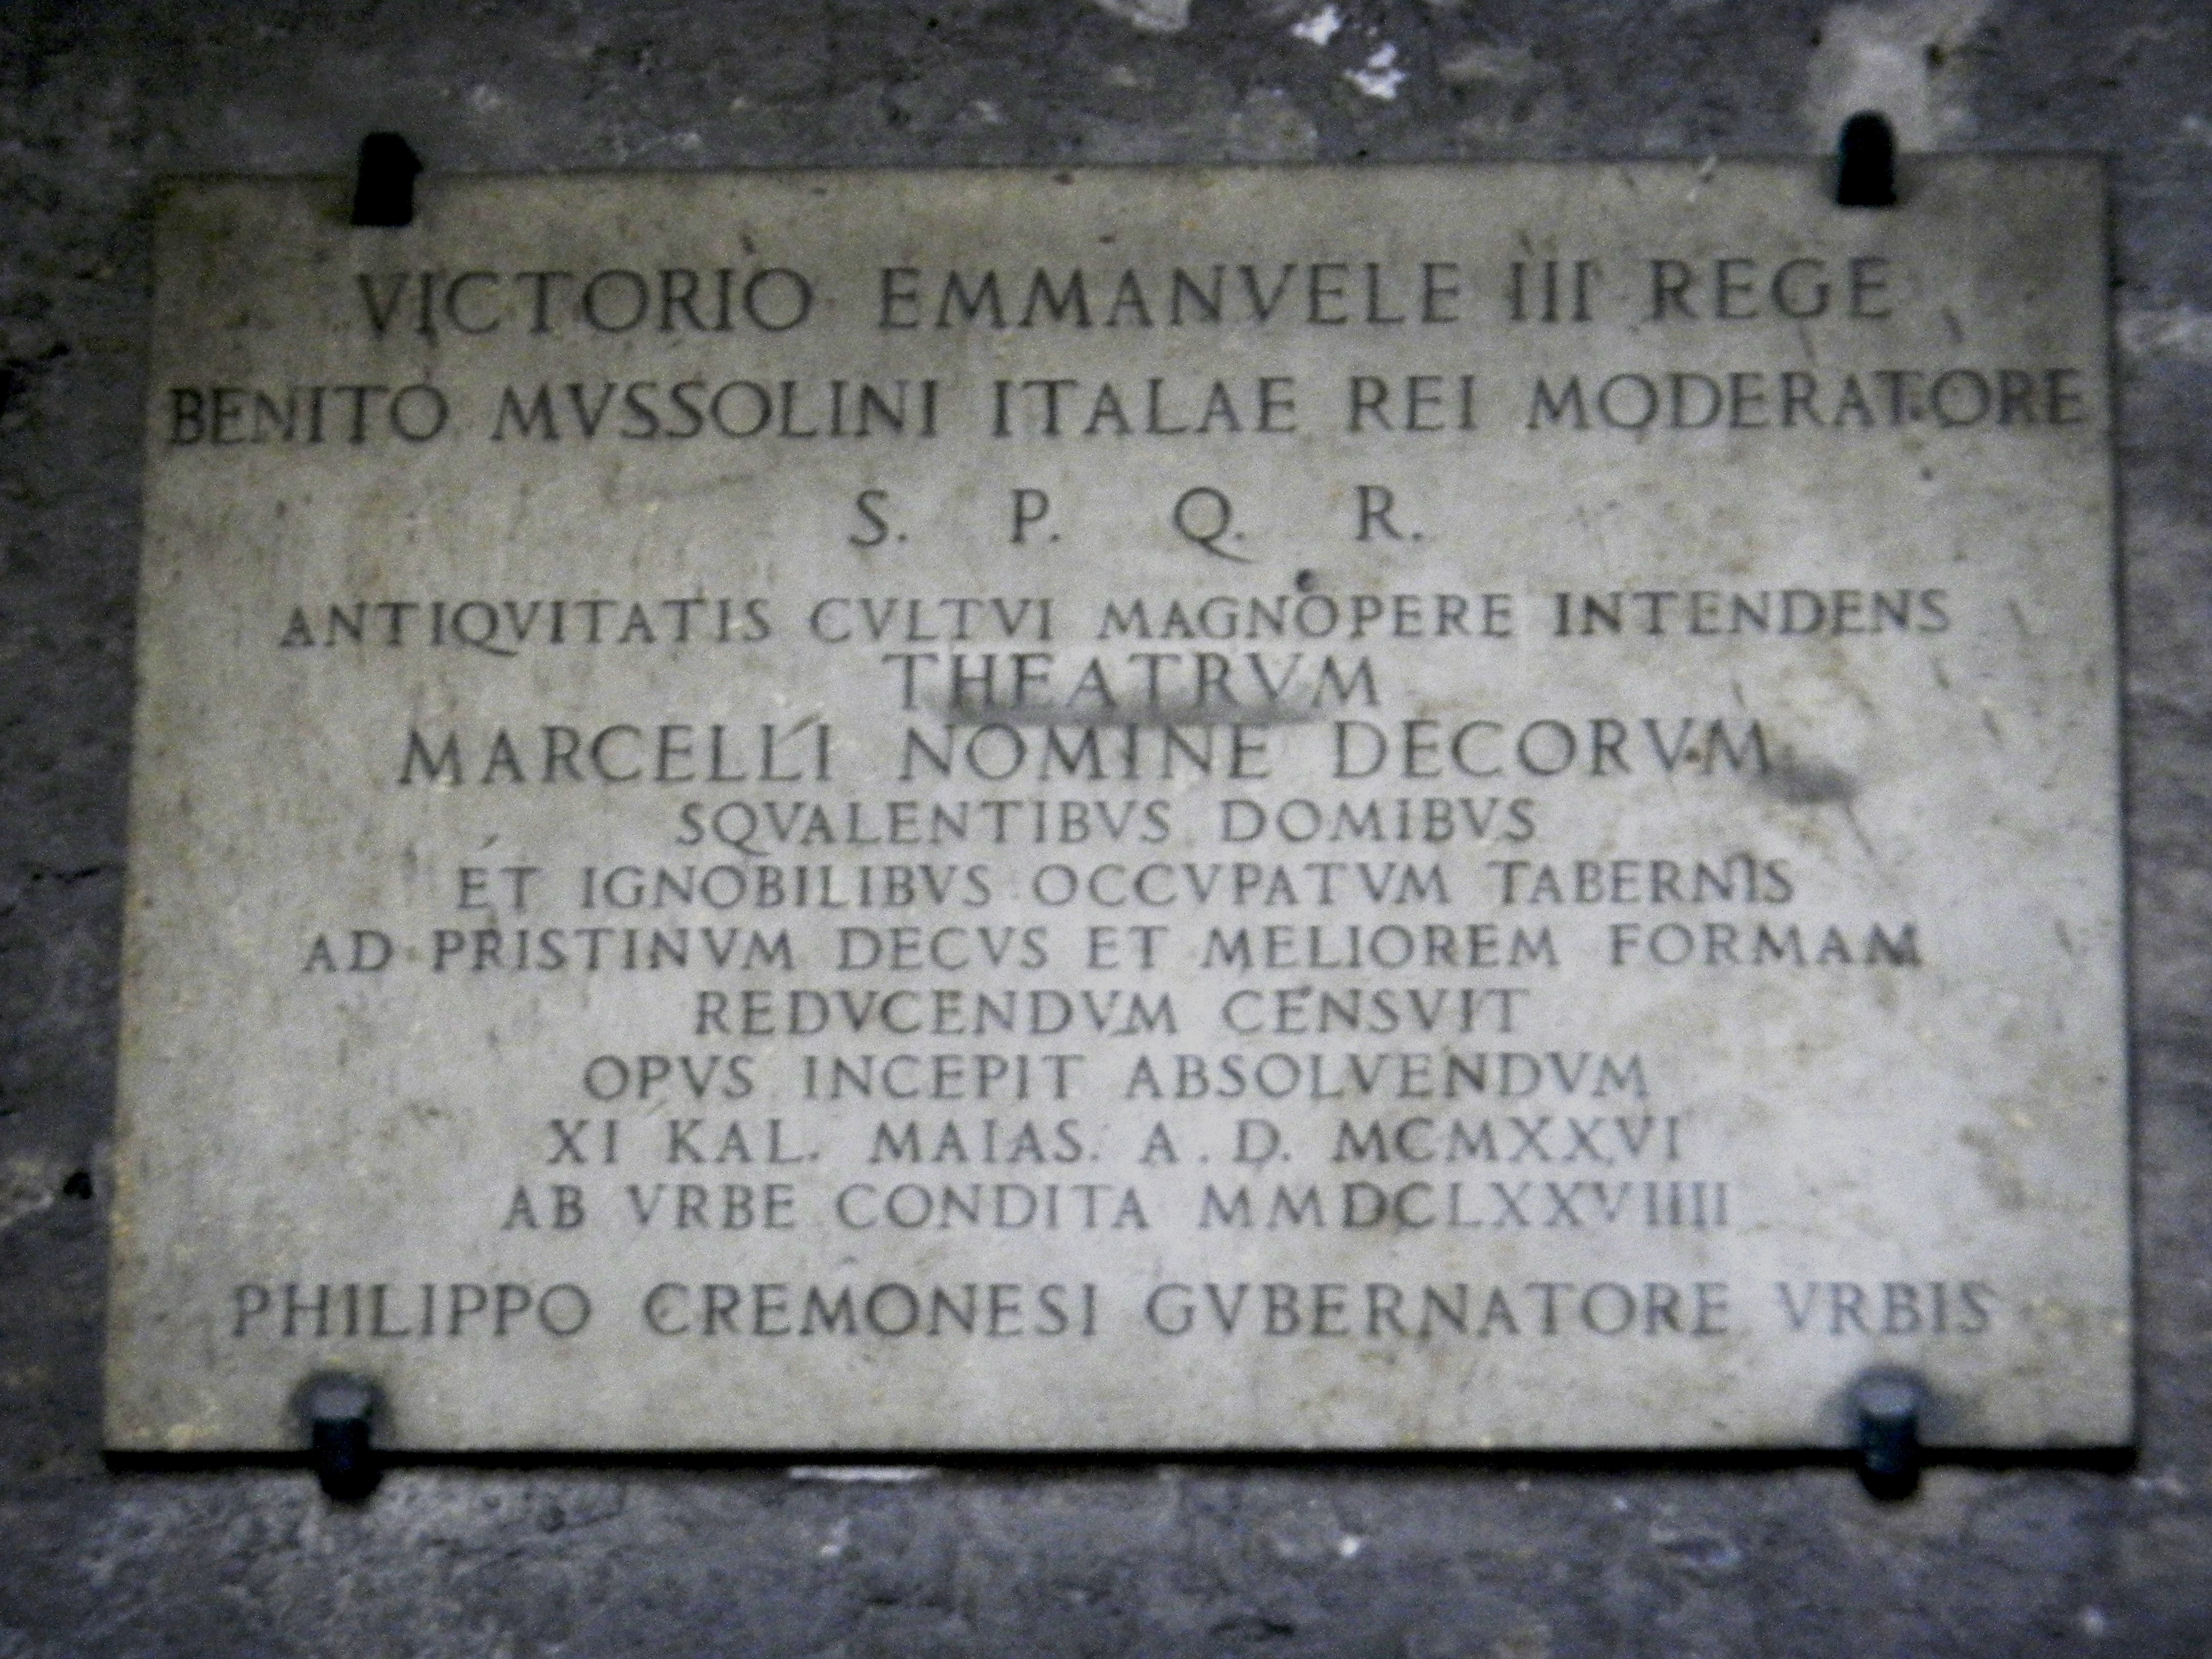 VICTORIO EMMANVELE III REGE
BENITO MVSSOLINI ITALAE REI MODERATORE
S. P. Q. R.
ANTIQVITATIS CVLTVI MAGNOPERE INTENDENS
THEATRVM
MARCELLI NOMINE DECORVM
SQVALENTIBVS DOMIBVS
ET IGNOBILIBVS OCCVPATVM TABERNIS
AD PRISTINVM DECVS ET MELIOREM FORMAM
REDVCENDVM CENSVIT
OPVS INCEPIT ABSOLVENDVM
XI KAL. MAIAS. A. D. MCMXXVI
AB VRBE CONDITA MMDCLXXVIIII
PHILIPPO CREMONESI GVBERNATORE VRBIS